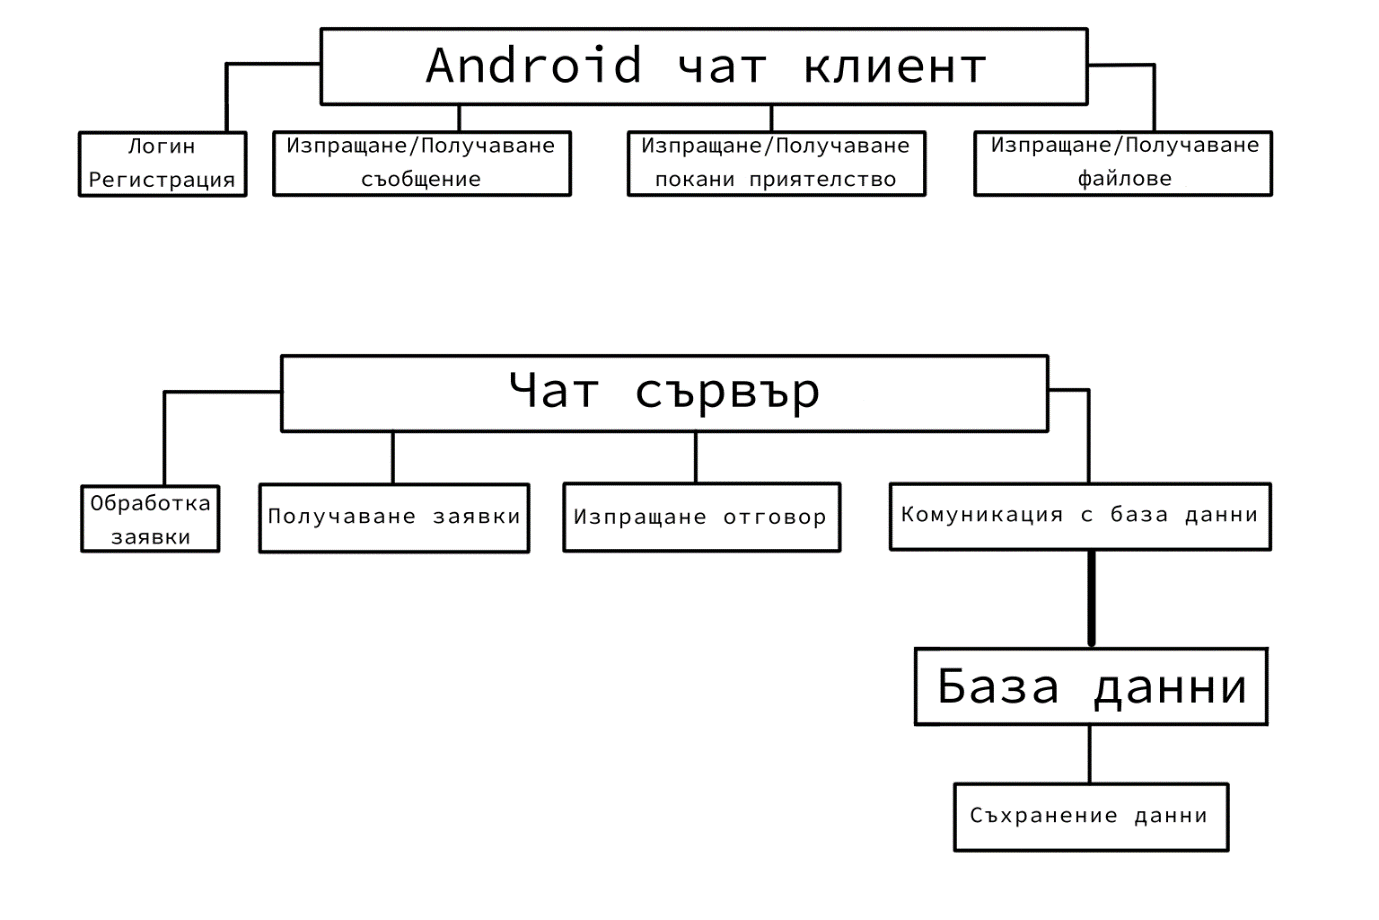 Android чат клиент
Логин
Регистрация
Изпращане/Получаване
съобщение
Изпращане/Получаване
покани приятелство
Изпращане/Получаване
файлове
Чат сървър
Обработка
заявки
Получаване заявки
Изпращане отговор
Комуникация с база данни
База данни
Съхранение данни